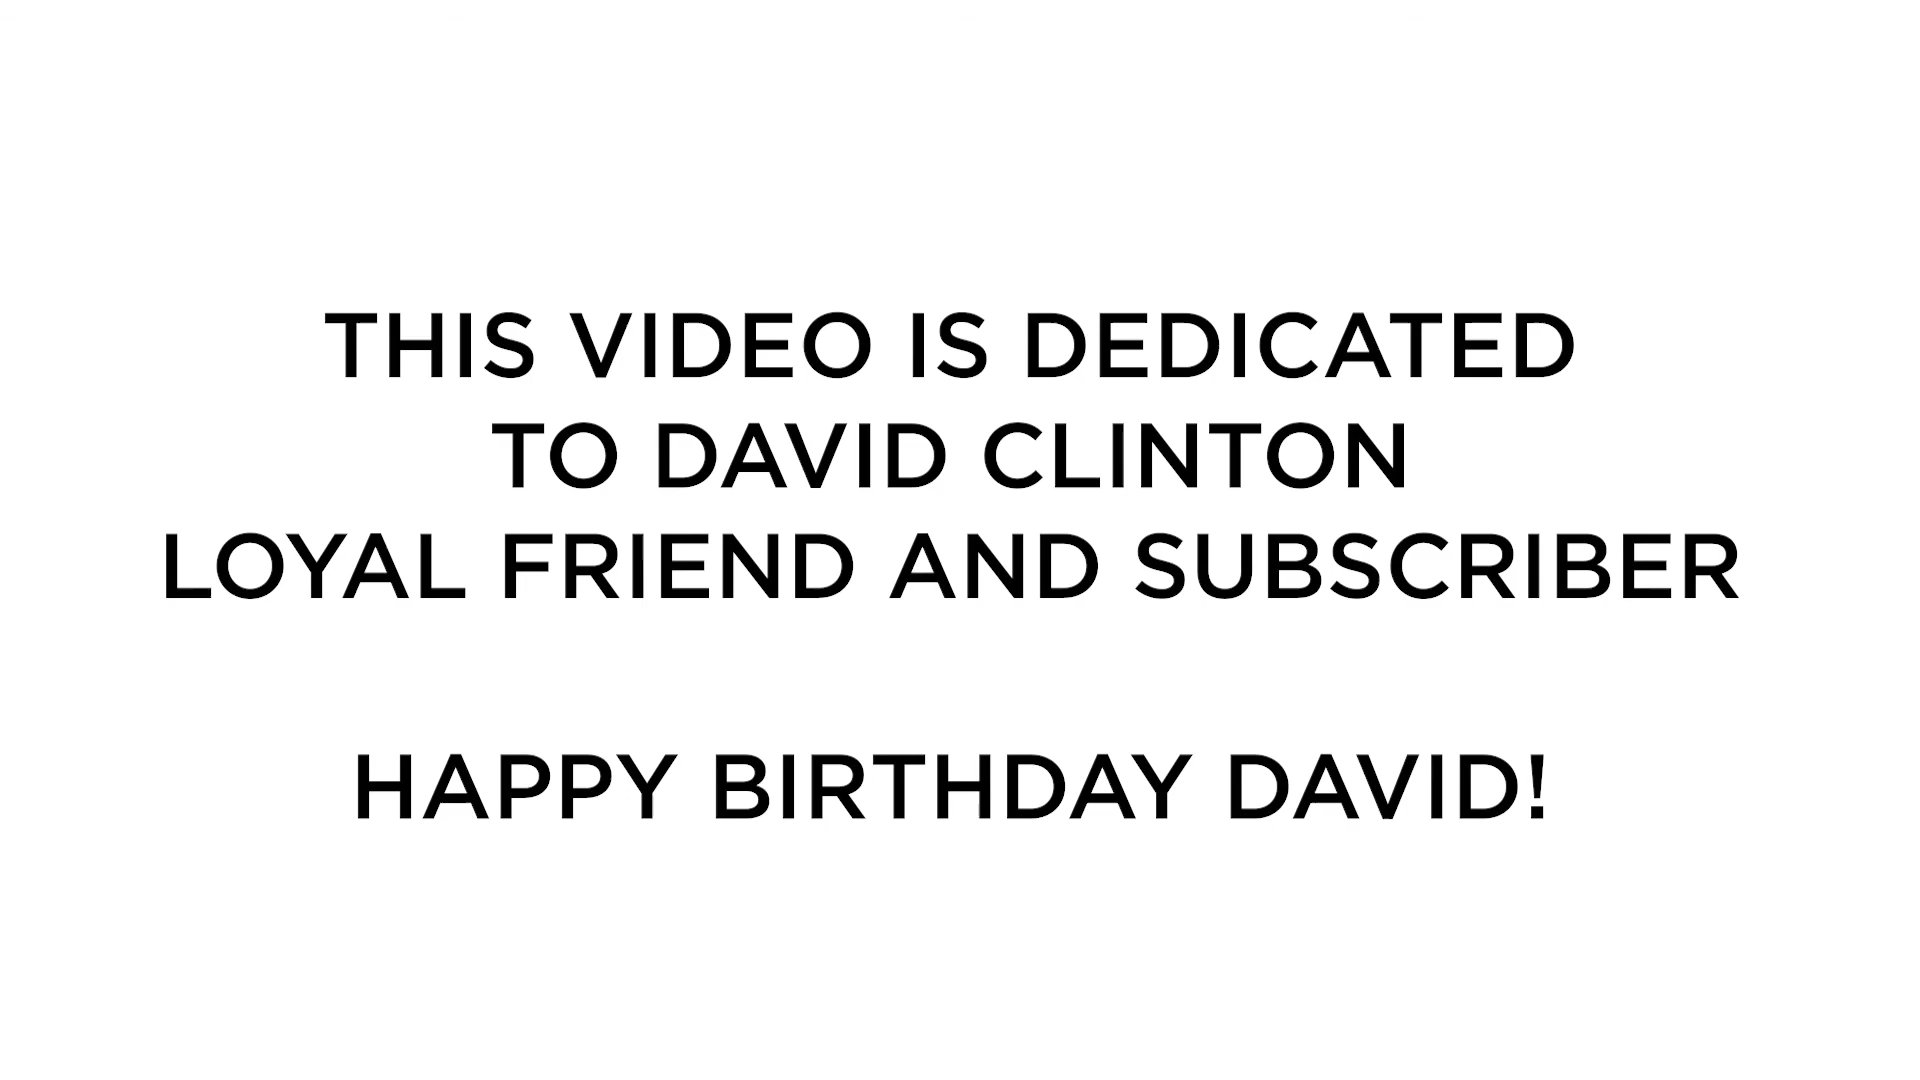 THIS VIDEO IS DEDICATED
TO DAVID CLINTON
LOYAL FRIEND AND SUBSCRIBER
HAPPY BIRTHDAY DAVID!